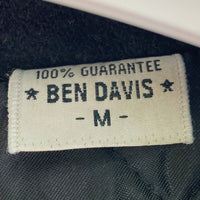 100% GUARANTEE
★ BEN DAVIS ★
- M -